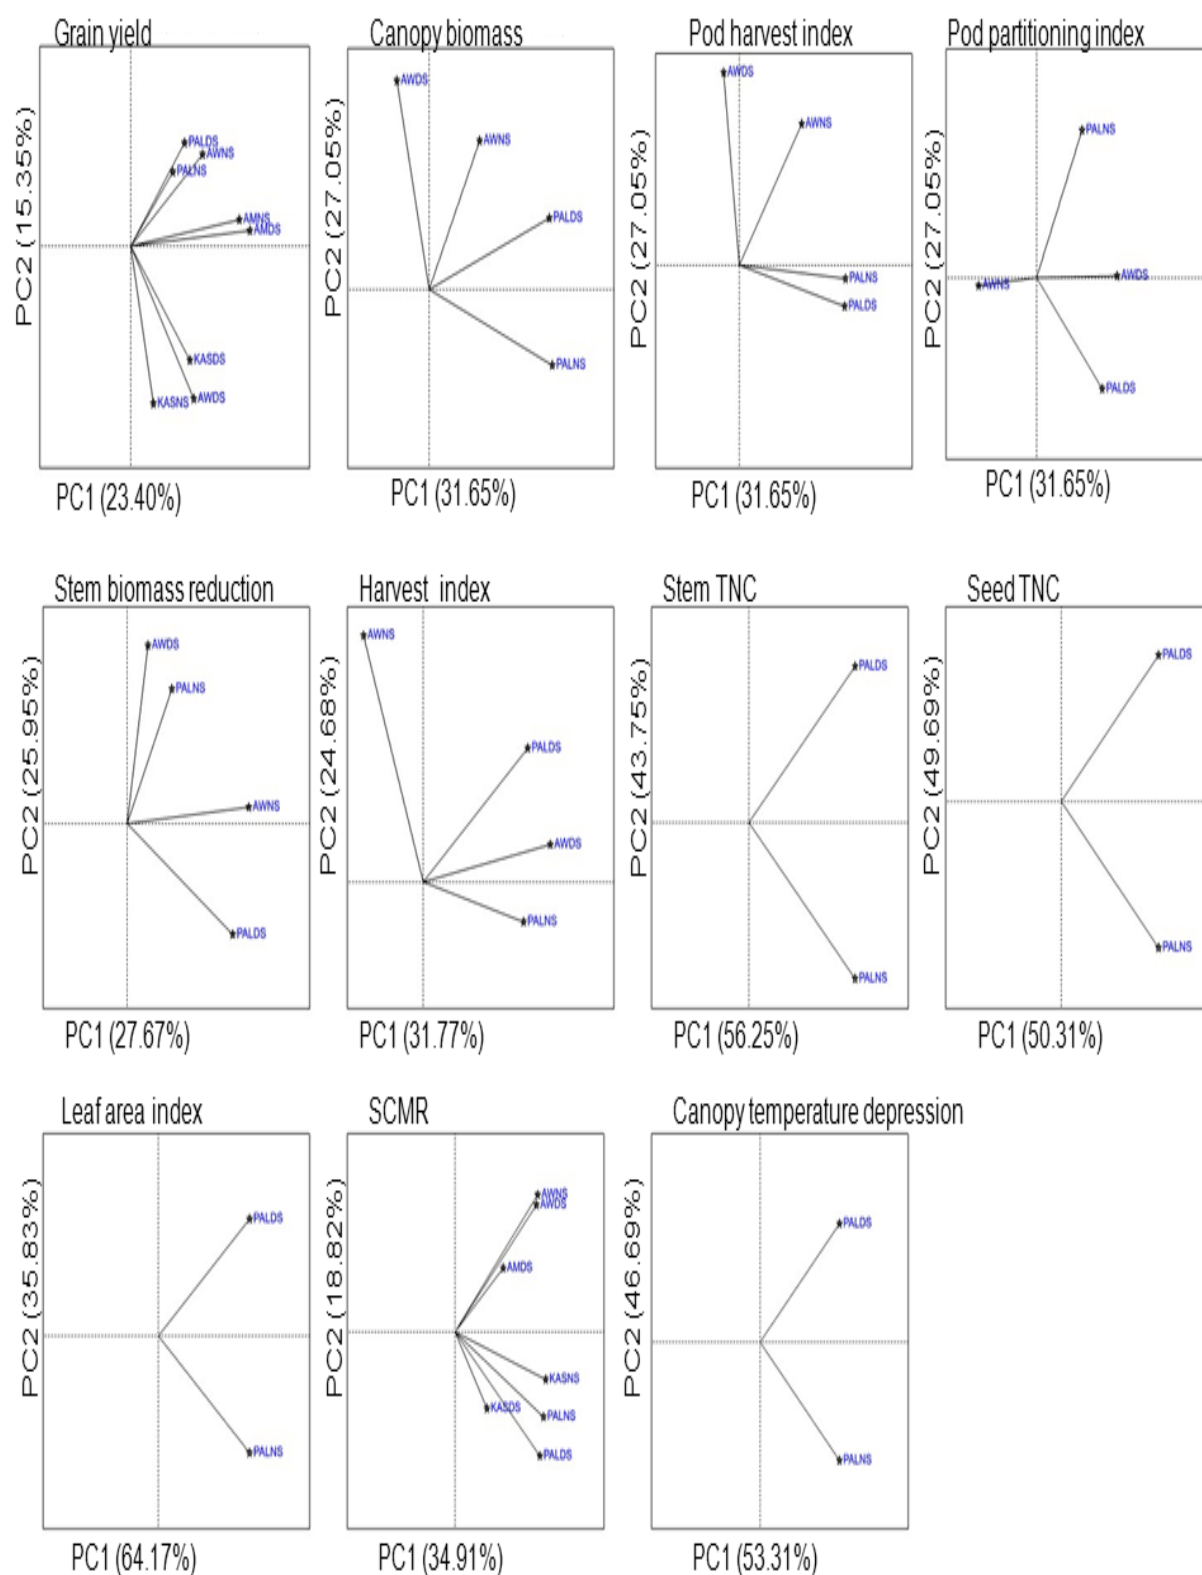 Grain yield
PC2 (15.35%)
PALDS
AWNS
PALNS
AMNS
AMDS
KASDS
AWDS
KASNS
PC1 (23.40%)
Canopy biomass
PC2 (27.05%)
AWDS
AWNS
PALDS
PALNS
PC1 (31.65%)
Pod harvest index
PC2 (27.05%)
AWDS
AWNS
PALNS
PALDS
PC1 (31.65%)
Pod partitioning index
PC2 (27.05%)
PALNS
AWDS
AWNS
PALDS
PC1 (31.65%)
Stem biomass reduction
PC2 (25.95%)
AWDS
PALNS
AWNS
PALDS
PC1 (27.67%)
Harvest index
PC2 (24.68%)
AWNS
PALDS
AWDS
PALNS
PC1 (31.77%)
Stem TNC
PC2 (43.75%)
PALDS
PALNS
PC1 (56.25%)
Seed TNC
PC2 (49.69%)
PALDS
PALNS
PC1 (50.31%)
Leaf area index
PC2 (35.83%)
PALDS
PALNS
PC1 (64.17%)
SCMR
PC2 (18.82%)
AWNS
AWDS
AMDS
KASNS
KASDS
PALNS
PALDS
PC1 (34.91%)
Canopy temperature depression
PC2 (46.69%)
PALDS
PALNS
PC1 (53.31%)